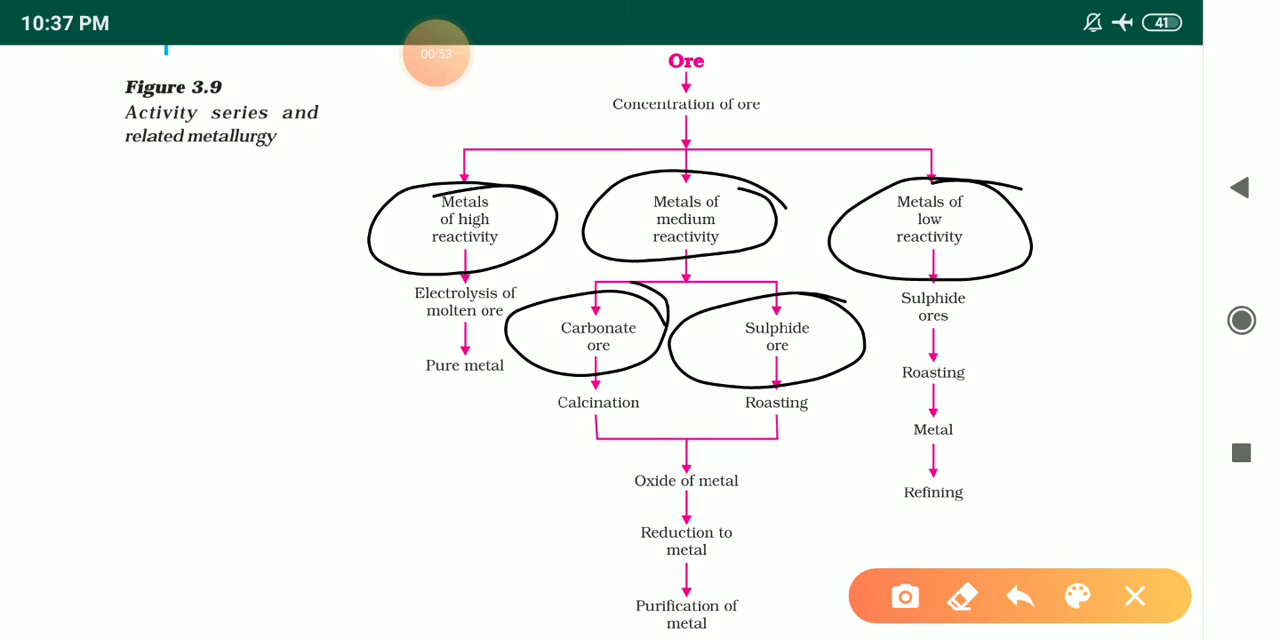 10:37 PM
41
00:53
Figure 3.9
Activity series and
related metallurgy
Ore
Concentration of ore
Metals
of high
reactivity
Metals of
medium
reactivity
Metals of
low
reactivity
Electrolysis of
molten ore
Pure metal
Carbonate
ore
Sulphide
ore
Sulphide
ores
Calcination
Roasting
Roasting
Metal
Refining
Oxide of metal
Reduction to
metal
Purification of
metal